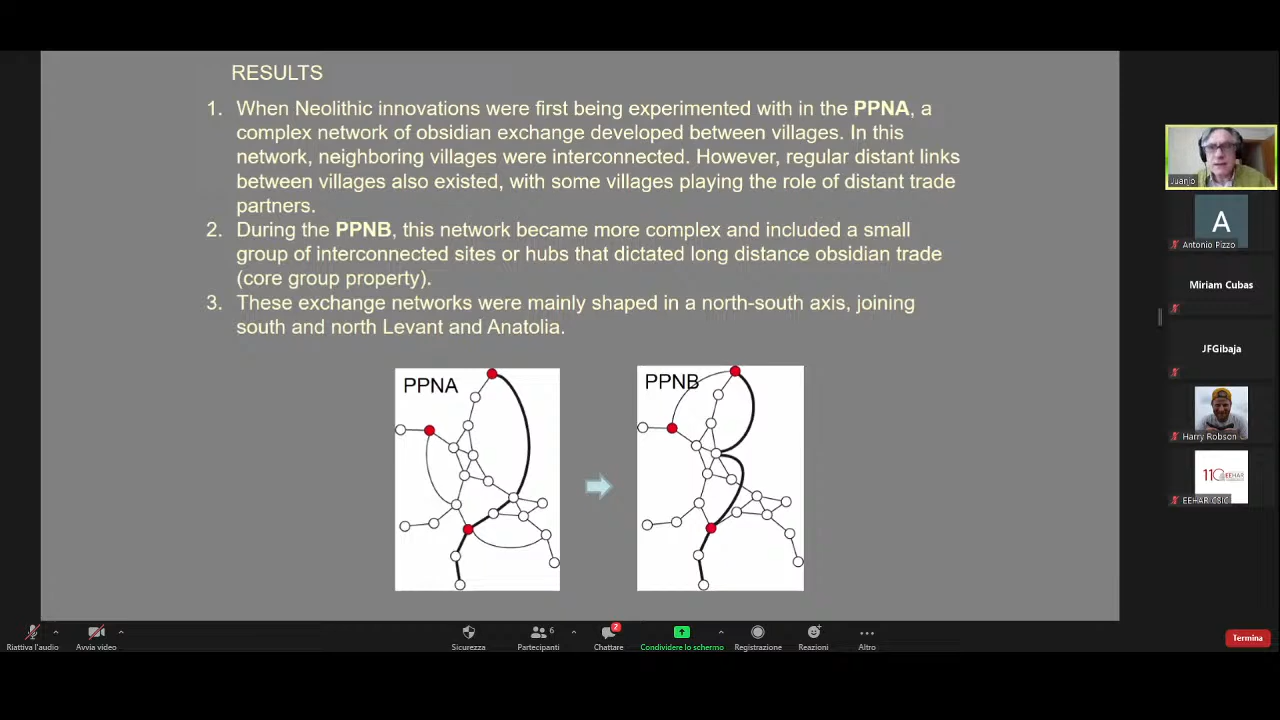 RESULTS
1. When Neolithic innovations were first being experimented with in the PPNA, a
complex network of obsidian exchange developed between villages. In this
network, neighboring villages were interconnected. However, regular distant links
between villages also existed, with some villages playing the role of distant trade
partners.
2. During the PPNB, this network became more complex and included a small
group of interconnected sites or hubs that dictated long distance obsidian trade
(core group property).
3. These exchange networks were mainly shaped in a north-south axis, joining
south and north Levant and Anatolia.
PPNA
PPNB
Juanjo
A
Antonio Pizzo
Miriam Cubas
JFGibaja
Harry Robson
110 EEHAR
EEHAR CSIC
Riattiva l'audio
Avvia video
Sicurezza
6
Partecipanti
2
Chattare
Condividere lo schermo
Registrazione
Reazioni
Altro
Termina